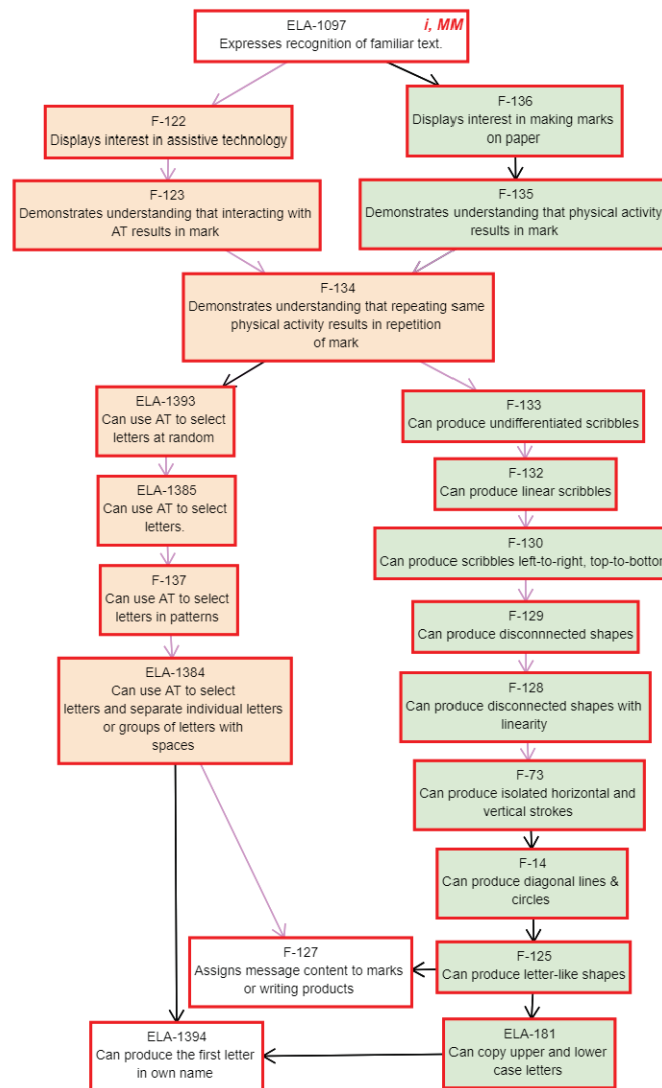 ELA-1097
i, MM
Expresses recognition of familiar text.
F-122
Displays interest in assistive technology
F-136
Displays interest in making marks
on paper
F-123
Demonstrates understanding that interacting with
AT results in mark
F-135
Demonstrates understanding that physical activity
results in mark
F-134
Demonstrates understanding that repeating same
physical activity results in repetition
of mark
ELA-1393
Can use AT to select
letters at random
F-133
Can produce undifferentiated scribbles
ELA-1385
Can use AT to select
letters.
F-132
Can produce linear scribbles
F-137
Can use AT to select
letters in patterns
F-130
Can produce scribbles left-to-right, top-to-bottom
F-129
Can produce disconnnected shapes
ELA-1384
Can use AT to select
letters and separate individual letters
or groups of letters with
spaces
F-128
Can produce disconnected shapes with
linearity
F-73
Can produce isolated horizontal and
vertical strokes
F-14
Can produce diagonal lines &
circles
F-127
Assigns message content to marks
or writing products
F-125
Can produce letter-like shapes
ELA-1394
Can produce the first letter
in own name
ELA-181
Can copy upper and lower
case letters